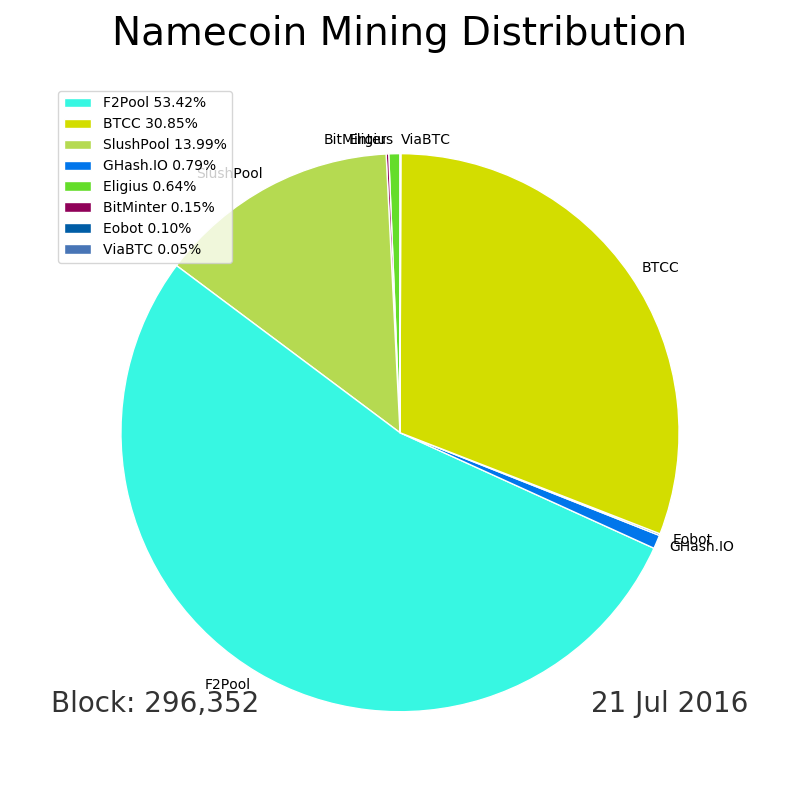 Namecoin Mining Distribution
F2Pool 53.42%
BTCC 30.85%
SlushPool 13.99%
GHash.IO 0.79%
Eligius 0.64%
BitMinter 0.15%
Eobot 0.10%
ViaBTC 0.05%
BitMinter
Eligius
ViaBTC
SlushPool
BTCC
Eobot
GHash.IO
F2Pool
Block: 296,352
21 Jul 2016